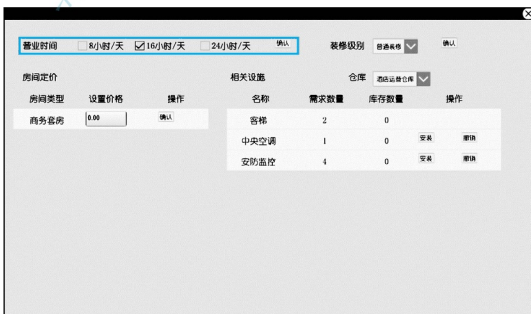 营业时间 8/小时/天 16/小时/天 24/小时/天 确认 装修级别 普通装修 确认
房间定价 相关设施 仓库 酒店运营仓库
房间类型 设置价格 操作 名称 需求数量 库存数量 操作
商务套房 0.00 确认 客梯 2 0
中央空调 1 0 安装 撤销
安防监控 4 0 安装 撤销